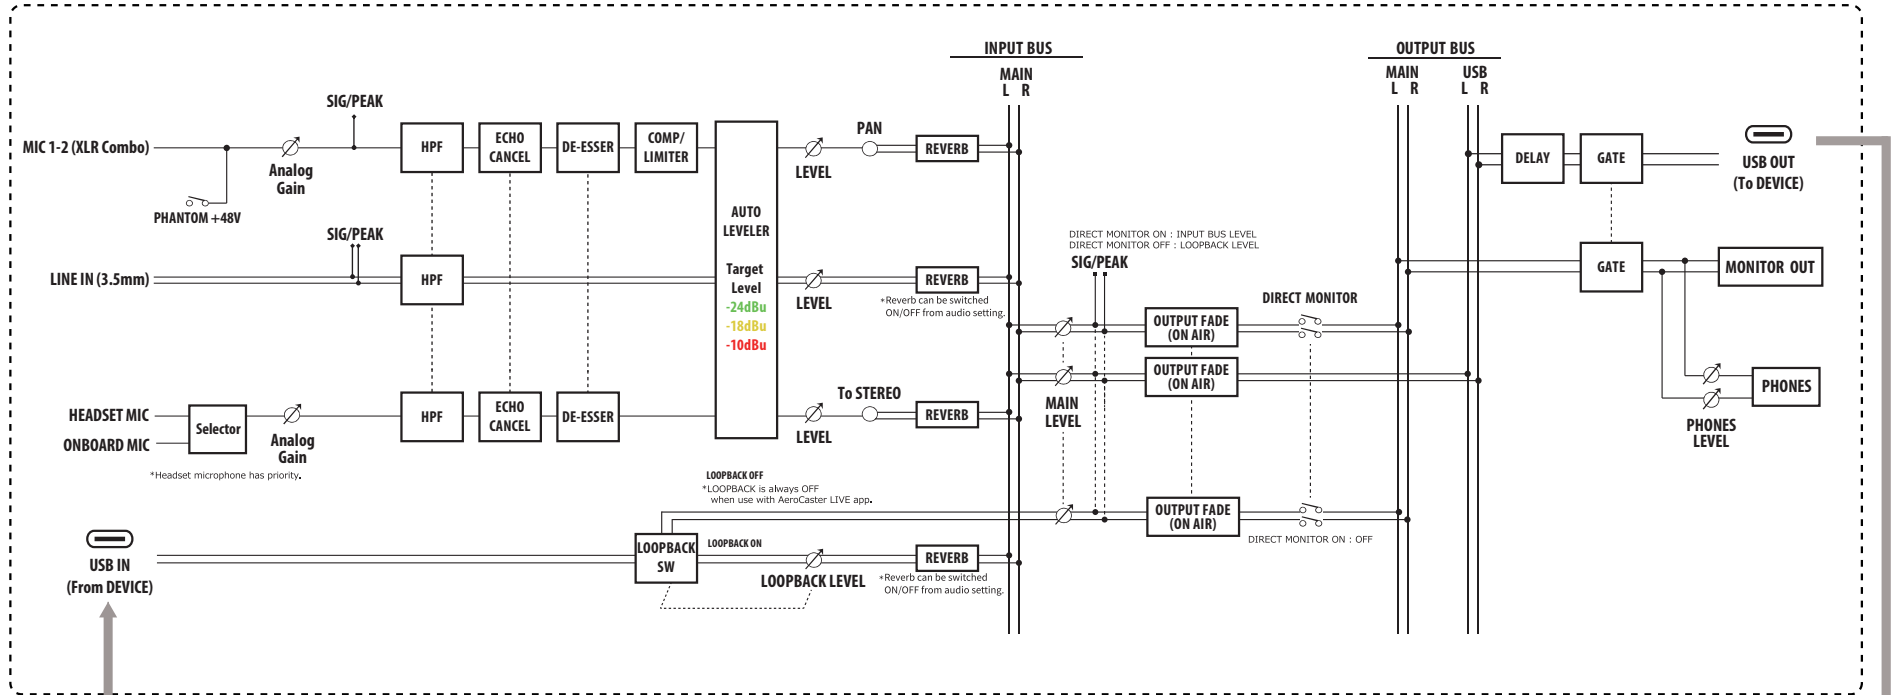 INPUT BUS
MAIN
L R
OUTPUT BUS
MAIN
L R
USB
L R
MIC 1-2 (XLR Combo)
PHANTOM +48V
Analog
Gain
SIG/PEAK
HPF
ECHO
CANCEL
DE-ESSER
COMP/
LIMITER
AUTO
LEVELER
Target
Level
-24dBu
-18dBu
-10dBu
LEVEL
PAN
REVERB
DELAY
GATE
USB OUT
(To DEVICE)
LINE IN (3.5mm)
SIG/PEAK
HPF
LEVEL
REVERB
*Reverb can be switched
ON/OFF from audio setting.
DIRECT MONITOR ON : INPUT BUS LEVEL
DIRECT MONITOR OFF : LOOPBACK LEVEL
SIG/PEAK
OUTPUT FADE
(ON AIR)
DIRECT MONITOR
GATE
MONITOR OUT
MAIN
LEVEL
OUTPUT FADE
(ON AIR)
PHONES
PHONES
LEVEL
HEADSET MIC
ONBOARD MIC
Selector
*Headset microphone has priority.
Analog
Gain
HPF
ECHO
CANCEL
DE-ESSER
LEVEL
To STEREO
REVERB
LOOPBACK OFF
*LOOPBACK is always OFF
when use with AeroCaster LIVE app.
OUTPUT FADE
(ON AIR)
DIRECT MONITOR ON : OFF
USB IN
(From DEVICE)
LOOPBACK
SW
LOOPBACK ON
LOOPBACK LEVEL
REVERB
*Reverb can be switched
ON/OFF from audio setting.